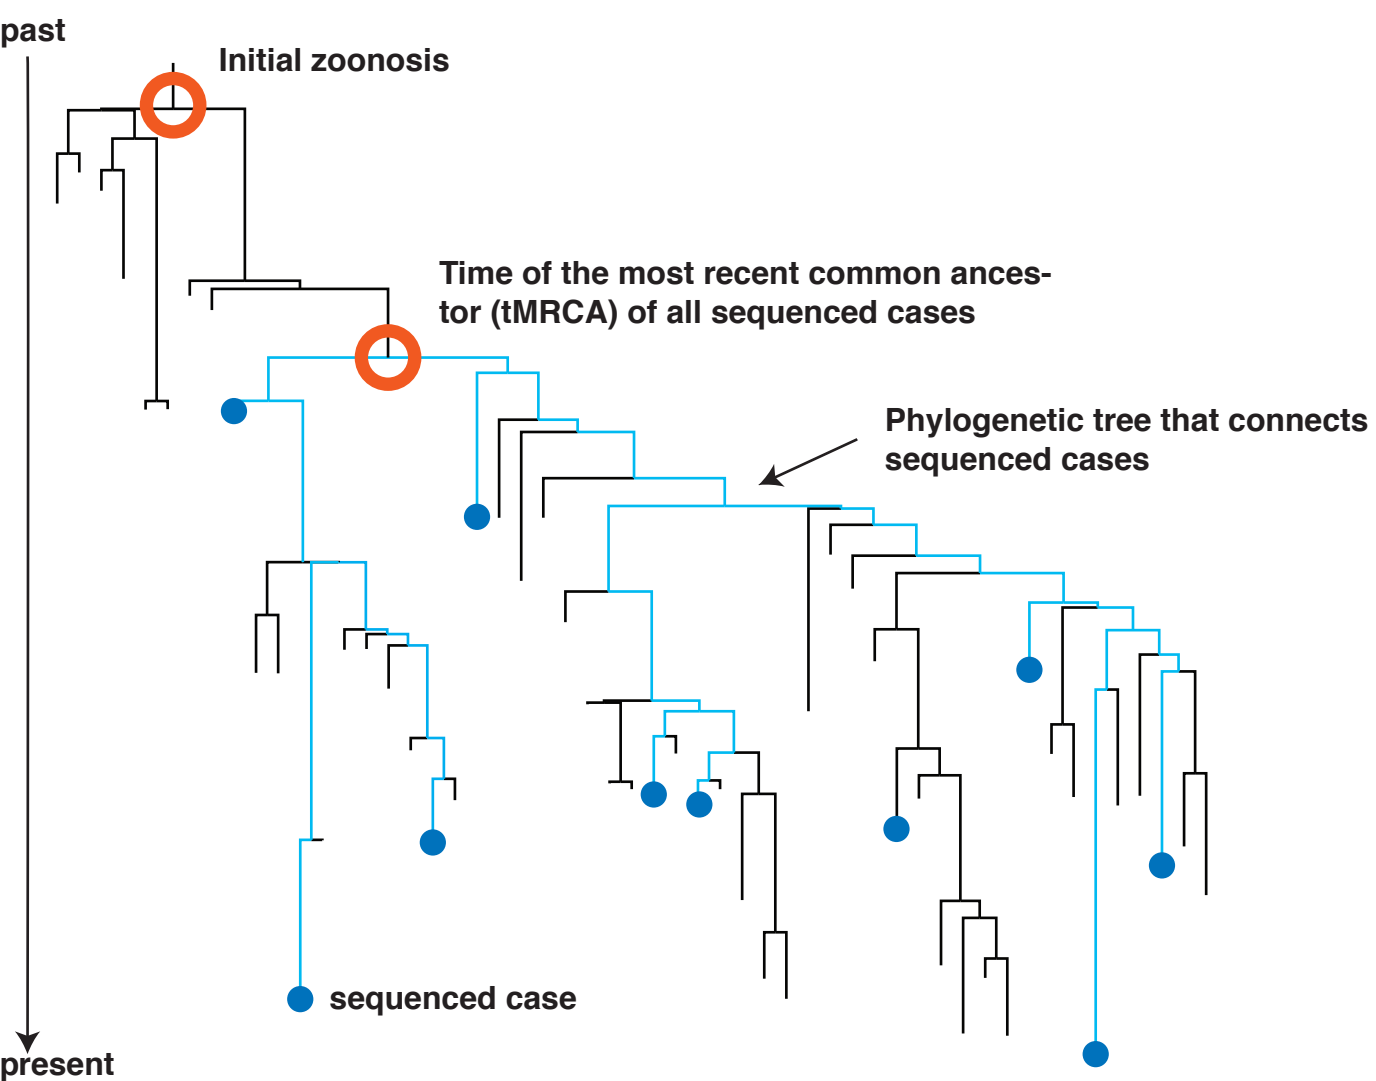 past
Initial zoonosis
Time of the most recent common ances-
tor (tMRCA) of all sequenced cases
Phylogenetic tree that connects
sequenced cases
sequenced case
present